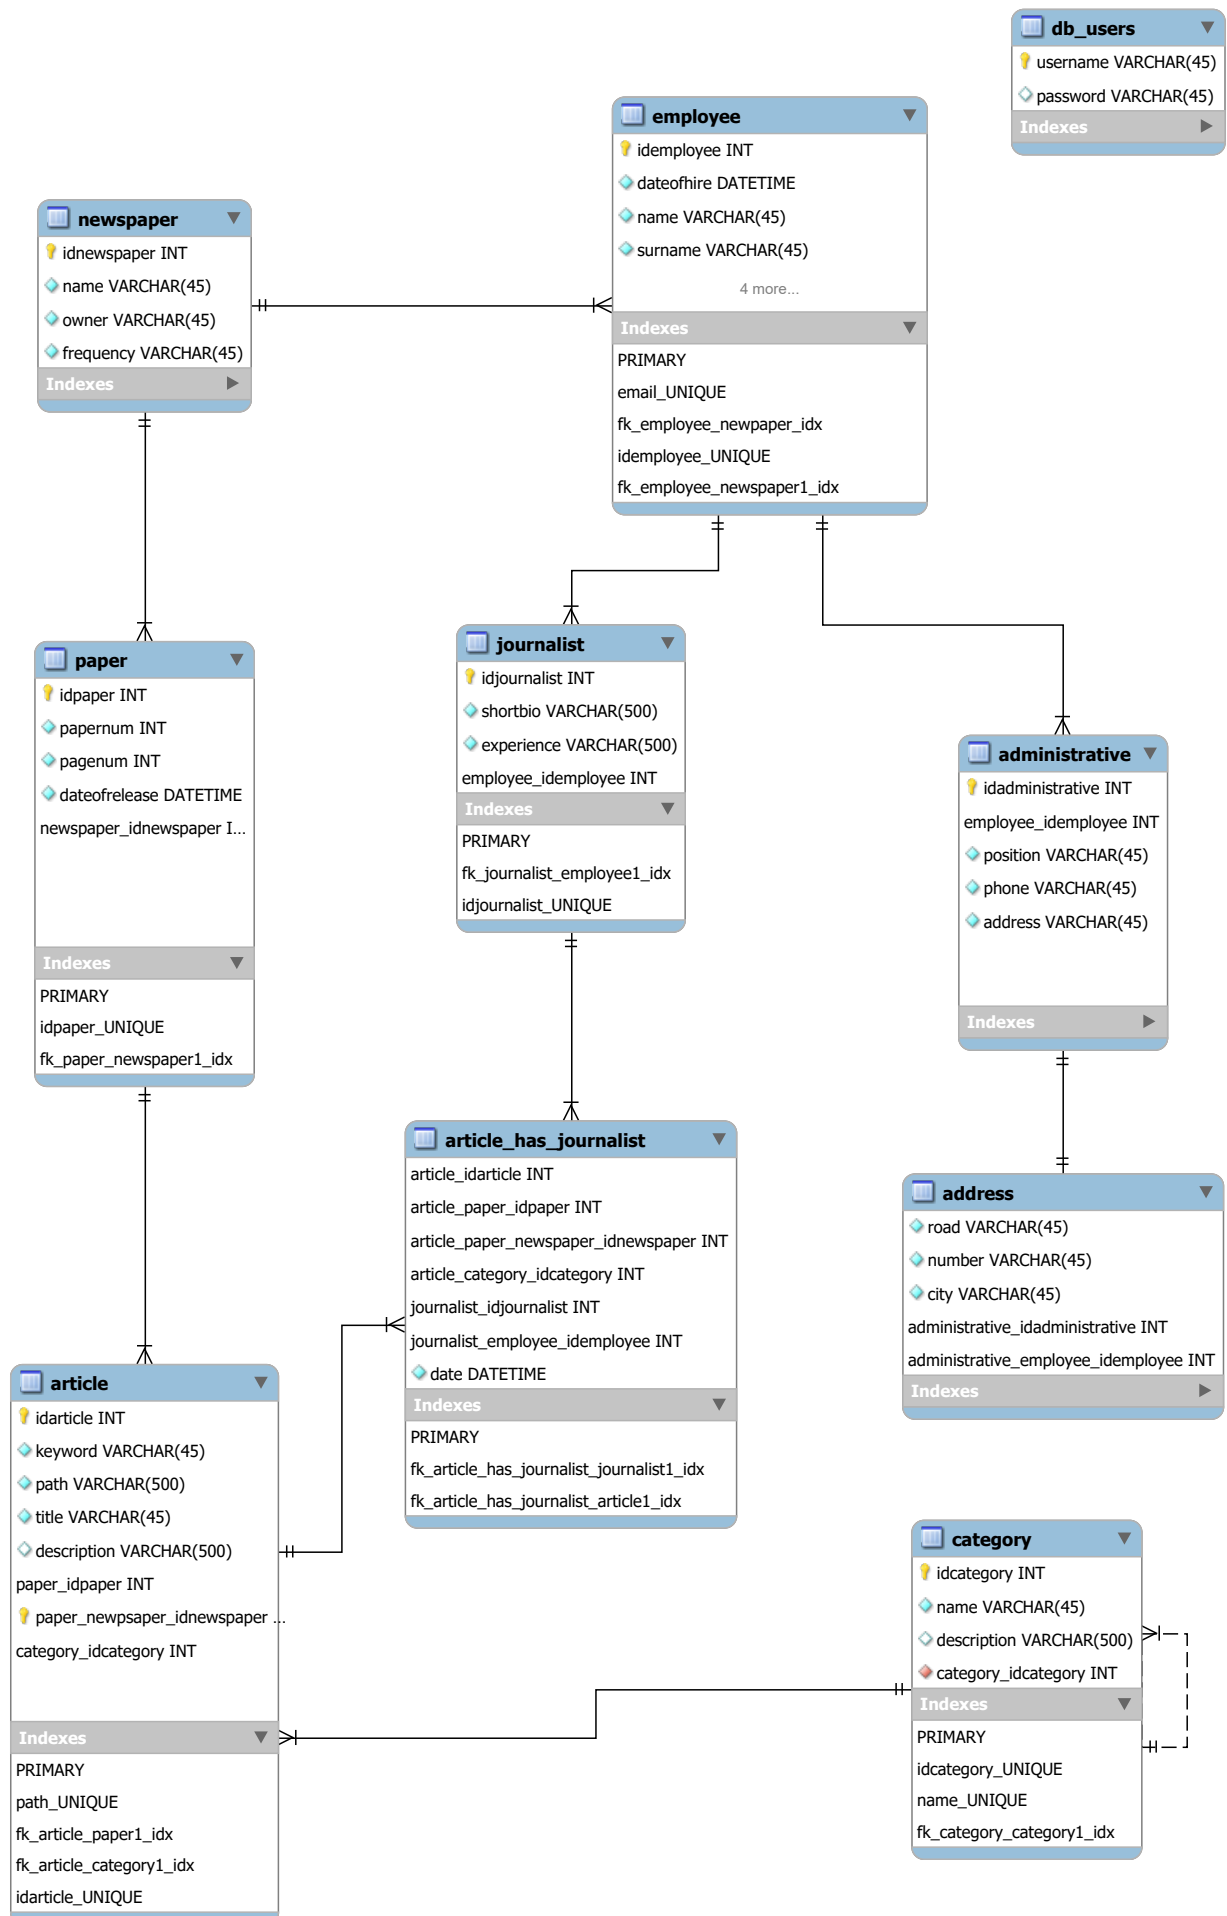 db_users
username VARCHAR(45)
password VARCHAR(45)
Indexes
employee
idemployee INT
dateofhire DATETIME
name VARCHAR(45)
surname VARCHAR(45)
4 more...
Indexes
PRIMARY
email_UNIQUE
fk_employee_newpaper_idx
idemployee_UNIQUE
fk_employee_newspaper1_idx
newspaper
idnewspaper INT
name VARCHAR(45)
owner VARCHAR(45)
frequency VARCHAR(45)
Indexes
paper
idpaper INT
papernum INT
pagenum INT
dateofrelease DATETIME
newspaper_idnewspaper I...
Indexes
PRIMARY
idpaper_UNIQUE
fk_paper_newspaper1_idx
journalist
idjournalist INT
shortbio VARCHAR(500)
experience VARCHAR(500)
employee_idemployee INT
Indexes
PRIMARY
fk_journalist_employee1_idx
idjournalist_UNIQUE
administrative
idadministrative INT
employee_idemployee INT
position VARCHAR(45)
phone VARCHAR(45)
address VARCHAR(45)
Indexes
article_has_journalist
article_idarticle INT
article_paper_idpaper INT
article_paper_newspaper_idnewspaper INT
article_category_idcategory INT
journalist_idjournalist INT
journalist_employee_idemployee INT
date DATETIME
Indexes
PRIMARY
fk_article_has_journalist_journalist1_idx
fk_article_has_journalist_article1_idx
address
road VARCHAR(45)
number VARCHAR(45)
city VARCHAR(45)
administrative_idadministrative INT
administrative_employee_idemployee INT
Indexes
article
idarticle INT
keyword VARCHAR(45)
path VARCHAR(500)
title VARCHAR(45)
description VARCHAR(500)
paper_idpaper INT
paper_newpsaper_idnewspaper ...
category_idcategory INT
Indexes
PRIMARY
path_UNIQUE
fk_article_paper1_idx
fk_article_category1_idx
idarticle_UNIQUE
category
idcategory INT
name VARCHAR(45)
description VARCHAR(500)
category_idcategory INT
Indexes
PRIMARY
idcategory_UNIQUE
name_UNIQUE
fk_category_category1_idx